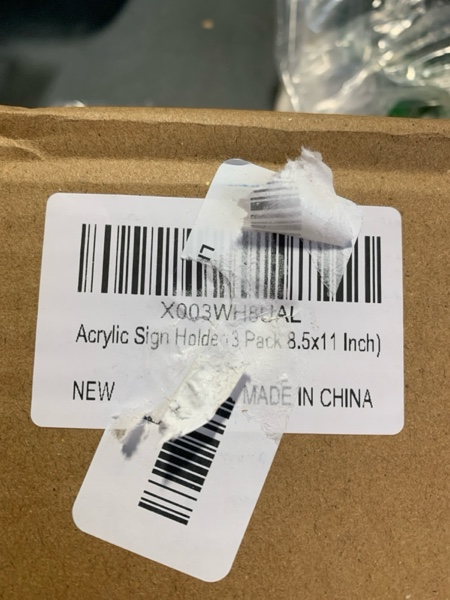 X003WH8UAL
Acrylic Sign Holder 3 Pack 8.5x11 Inch)
NEW MADE IN CHINA